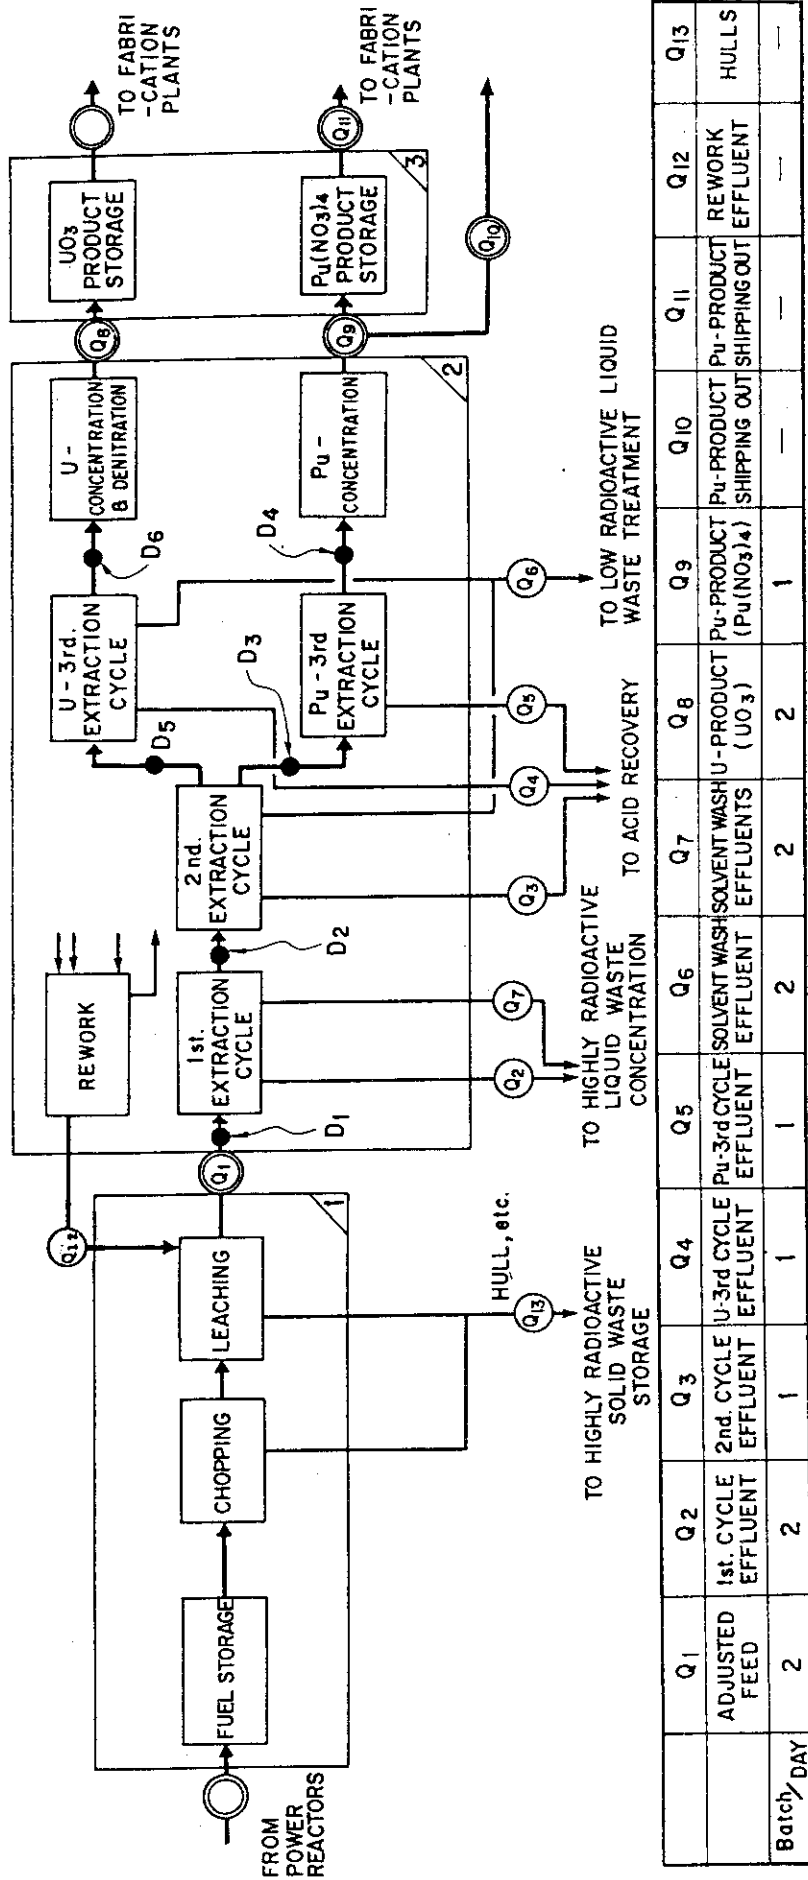 FROM
POWER
REACTORS
FUEL STORAGE
CHOPPING
LEACHING
1
Q12
HULL, etc.
Q13
TO HIGHLY RADIOACTIVE
SOLID WASTE
STORAGE
Q1
D1
REWORK
1st.
EXTRACTION
CYCLE
D2
2nd.
EXTRACTION
CYCLE
D5
D3
U-3rd.
EXTRACTION
CYCLE
Pu-3rd
EXTRACTION
CYCLE
D6
D4
U-
CONCENTRATION
& DENITRATION
Pu-
CONCENTRATION
2
Q2
Q7
Q3
Q4
Q5
Q6
TO HIGHLY RADIOACTIVE
LIQUID WASTE
CONCENTRATION
TO ACID RECOVERY
TO LOW RADIOACTIVE LIQUID
WASTE TREATMENT
Q8
Q9
UO3
PRODUCT
STORAGE
Pu(NO3)4
PRODUCT
STORAGE
3
Q10
Q11
TO FABRI
-CATION
PLANTS
TO FABRI
-CATION
PLANTS
Q1 Q2 Q3 Q4 Q5 Q6 Q7 Q8 Q9 Q10 Q11 Q12 Q13
ADJUSTED 1st. CYCLE 2nd. CYCLE U-3rd CYCLE Pu-3rd CYCLE SOLVENT WASH SOLVENT WASH U-PRODUCT Pu-PRODUCT Pu-PRODUCT Pu-PRODUCT REWORK HULLS
FEED EFFLUENT EFFLUENT EFFLUENT EFFLUENT EFFLUENT EFFLUENTS (UO3) (Pu(NO3)4) SHIPPING OUT SHIPPING OUT EFFLUENT
Batch/DAY 2 2 1 1 1 2 2 2 1 — — — —